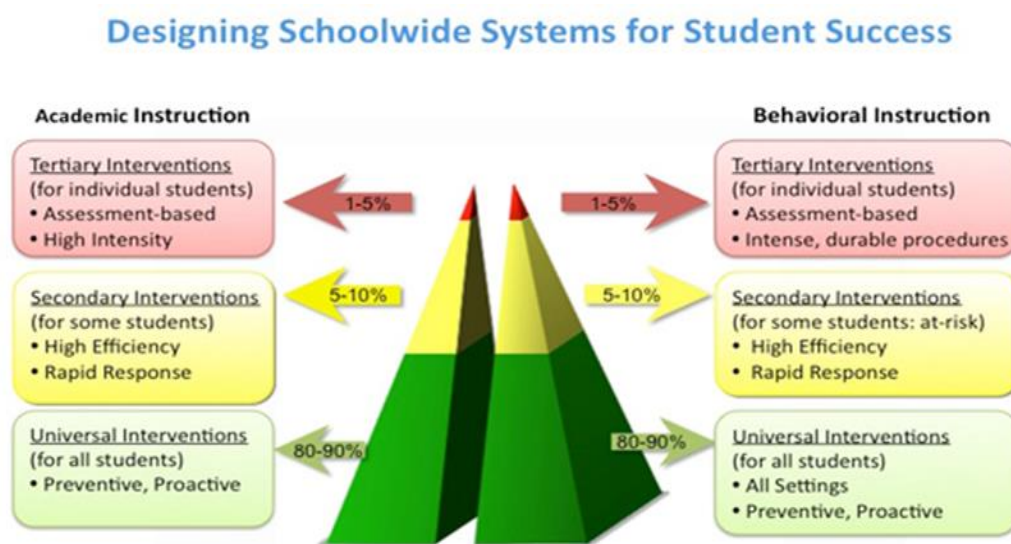 Designing Schoolwide Systems for Student Success
Academic Instruction
Tertiary Interventions
(for individual students)
• Assessment-based
• High Intensity
1-5%
Secondary Interventions
(for some students)
• High Efficiency
• Rapid Response
5-10%
Universal Interventions
(for all students)
• Preventive, Proactive
80-90%
Behavioral Instruction
1-5%
Tertiary Interventions
(for individual students)
• Assessment-based
• Intense, durable procedures
5-10%
Secondary Interventions
(for some students: at-risk)
• High Efficiency
• Rapid Response
80-90%
Universal Interventions
(for all students)
• All Settings
• Preventive, Proactive